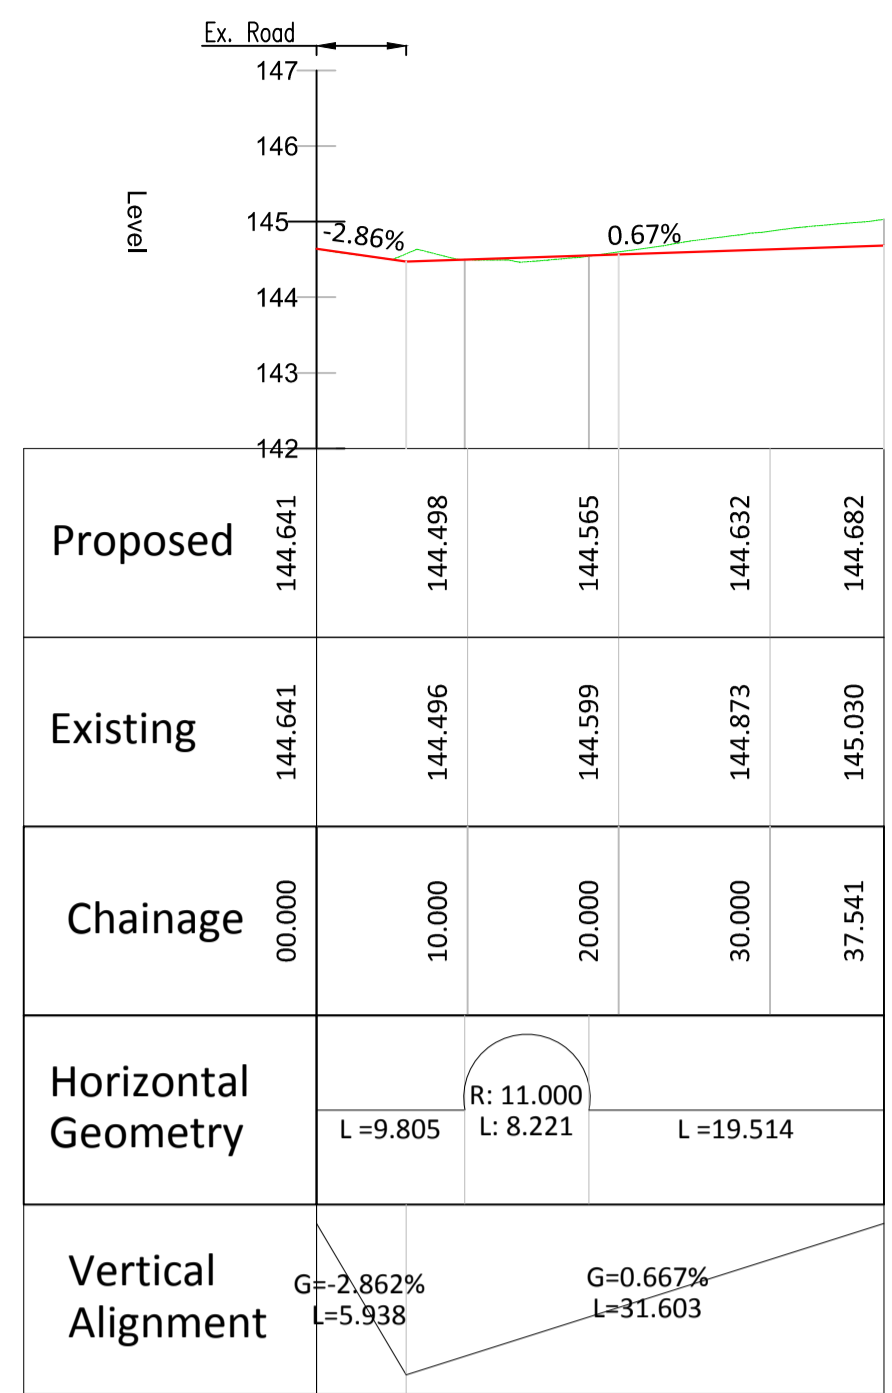 Ex. Road
147
146
145
144
143
142
Level
-2.86%
0.67%
Proposed
144.641
144.498
144.565
144.632
144.682
Existing
144.641
144.496
144.599
144.873
145.030
Chainage
00.000
10.000
20.000
30.000
37.541
Horizontal
Geometry
L =9.805
R: 11.000
L: 8.221
L =19.514
Vertical
Alignment
G=-2.862%
L=5.938
G=0.667%
L=31.603